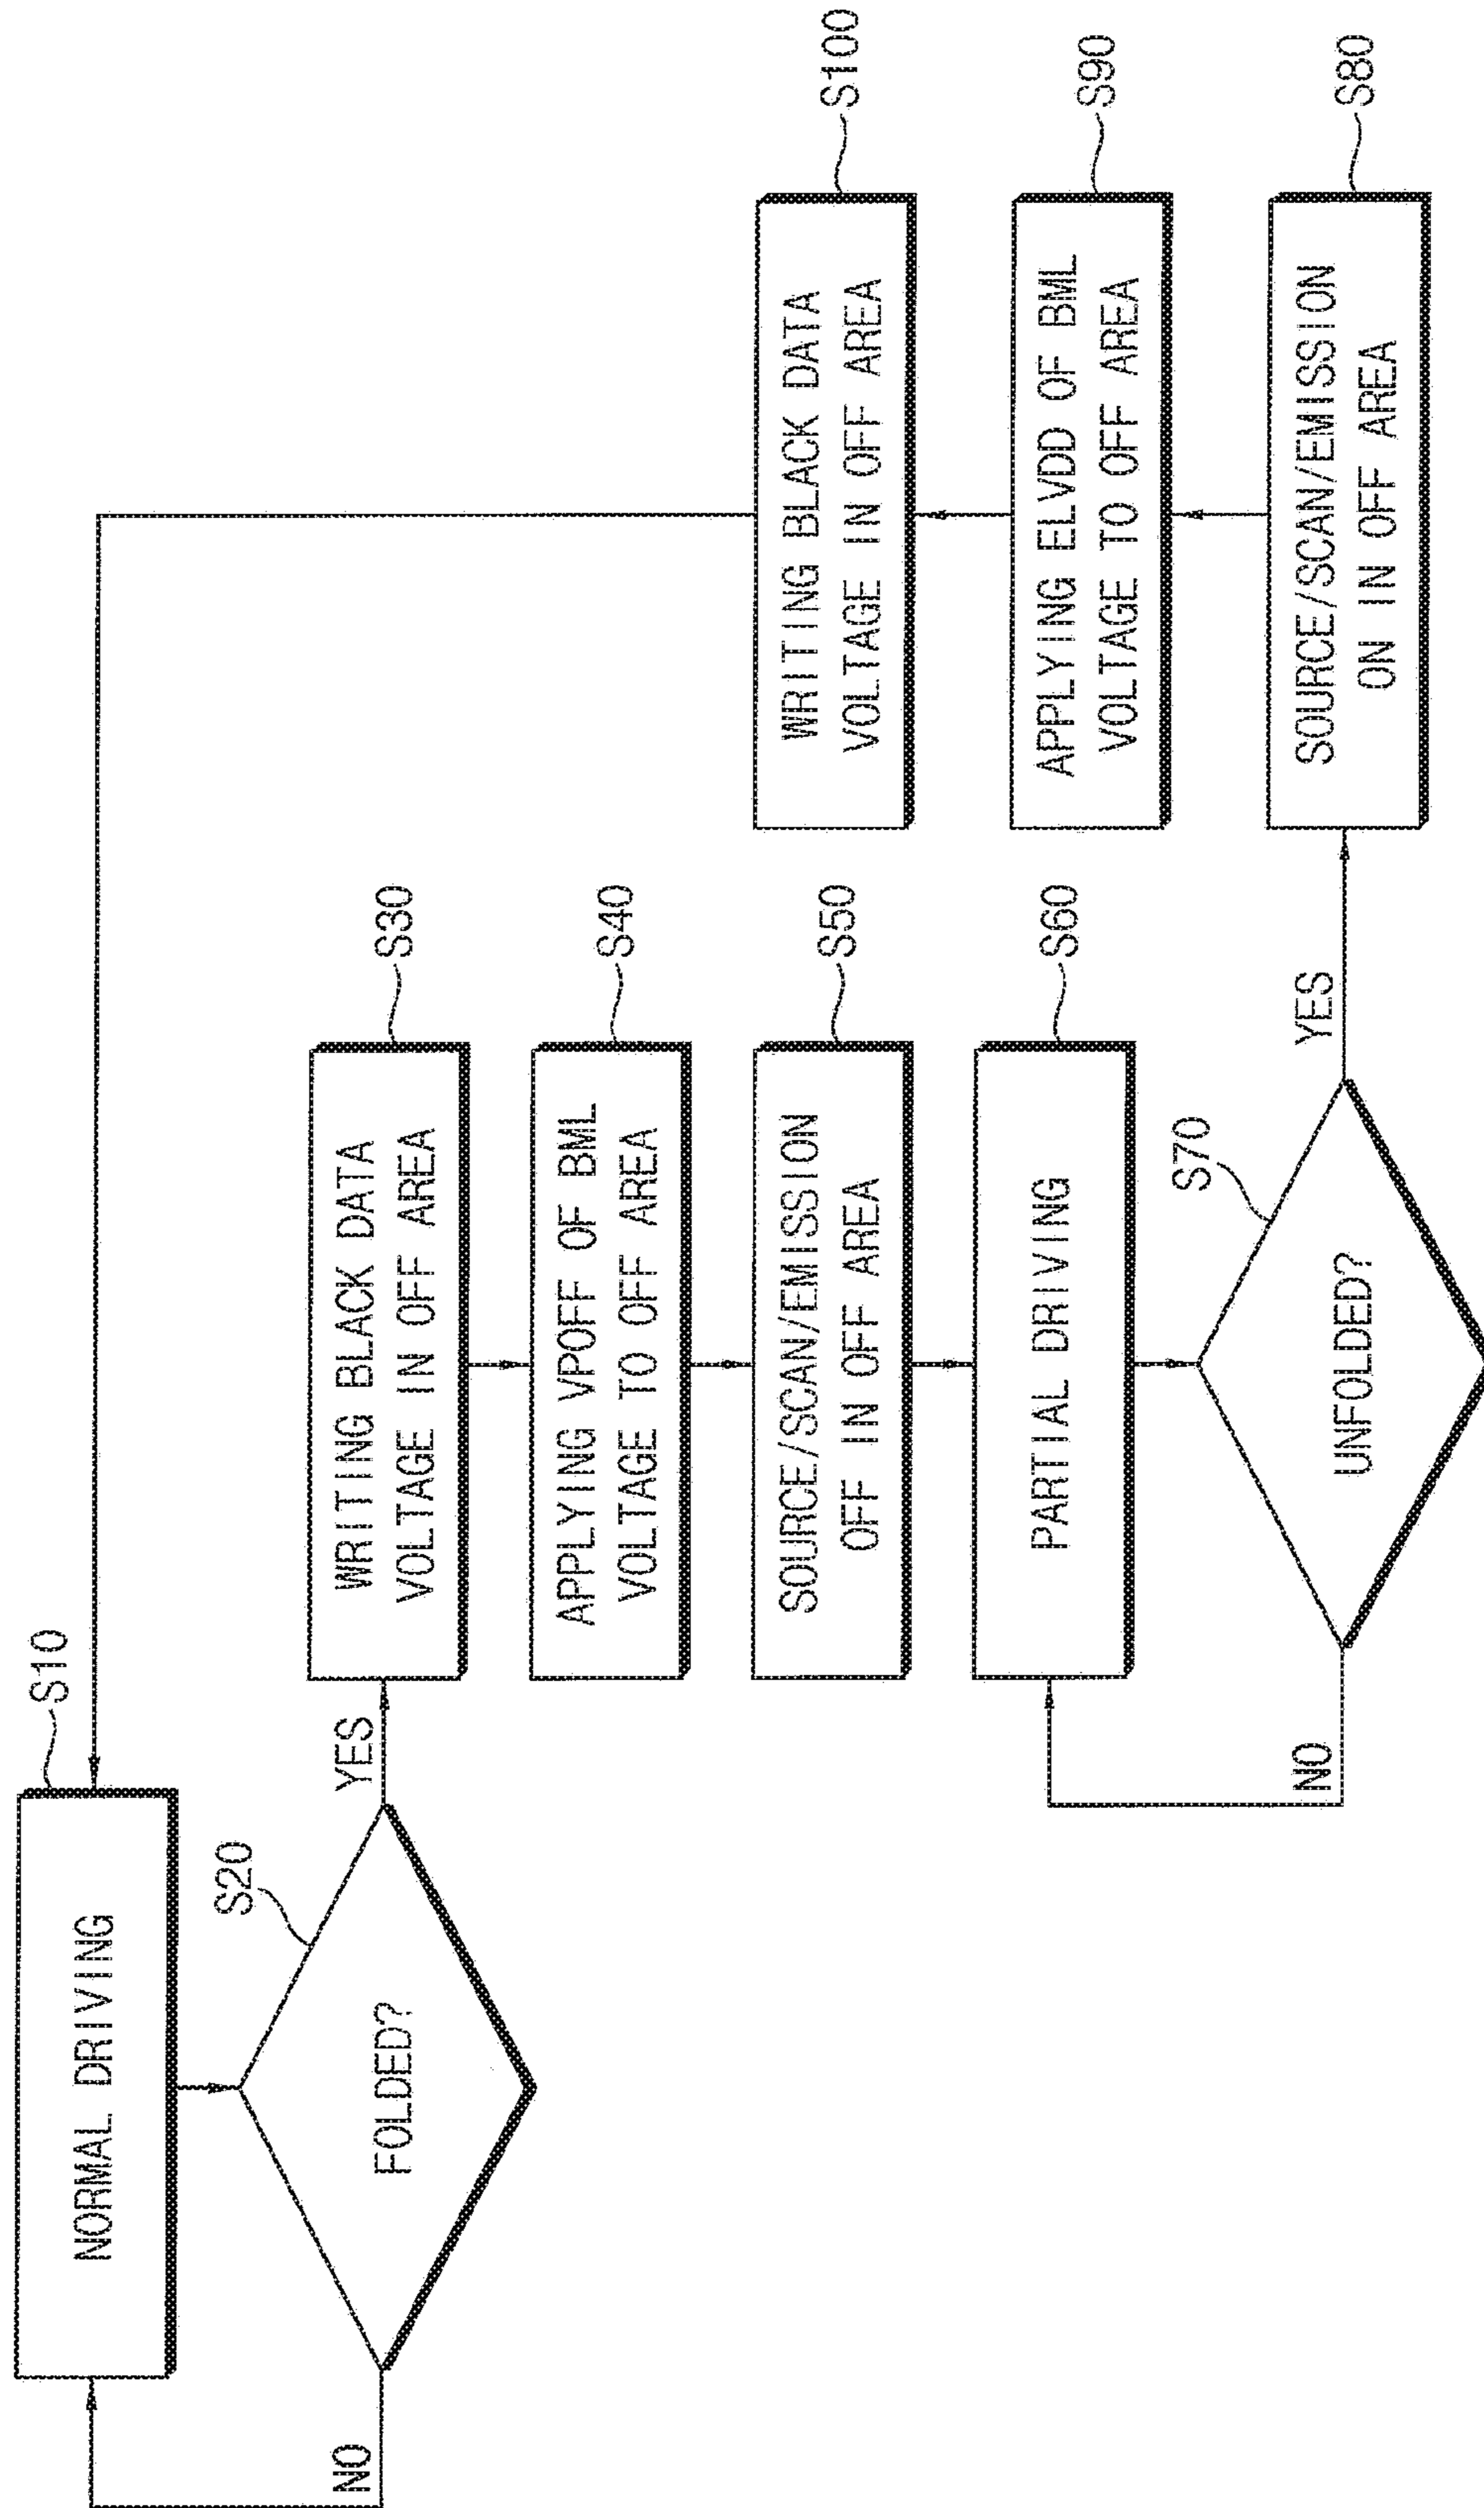 S10
NORMAL DRIVING
S20
FOLDED?
NO
YES
S30
WRITING BLACK DATA
VOLTAGE IN OFF AREA
S40
APPLYING VPOFF OF BML
VOLTAGE TO OFF AREA
S50
SOURCE/SCAN/EMISSION
OFF IN OFF AREA
S60
PARTIAL DRIVING
S70
UNFOLDED?
NO
YES
S80
SOURCE/SCAN/EMISSION
ON IN OFF AREA
S90
APPLYING ELVDD OF BML
VOLTAGE TO OFF AREA
S100
WRITING BLACK DATA
VOLTAGE IN OFF AREA